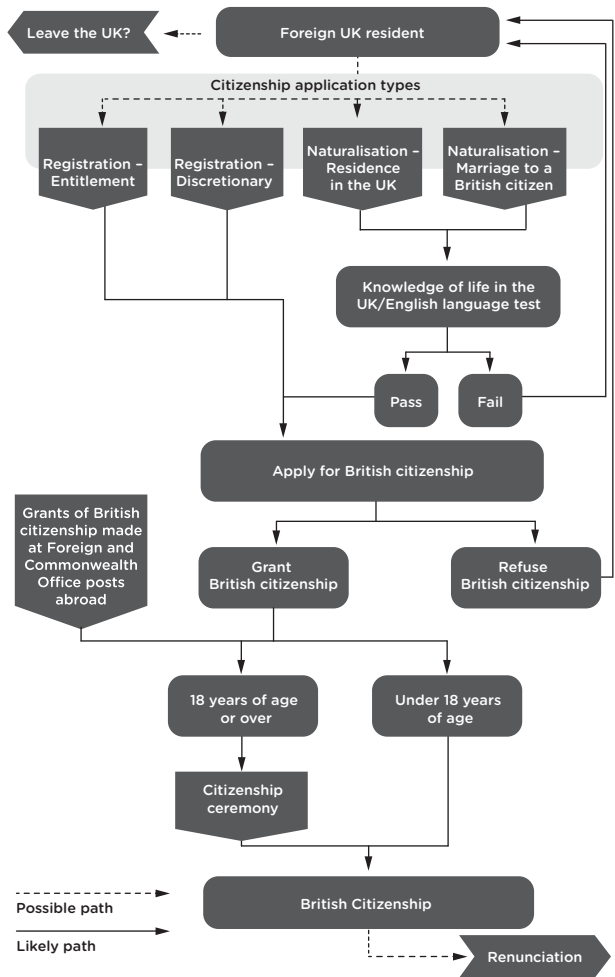 Leave the UK?
Foreign UK resident
Citizenship application types
Registration –
Entitlement
Registration –
Discretionary
Naturalisation –
Residence
in the UK
Naturalisation –
Marriage to a
British citizen
Knowledge of life in the
UK/English language test
Pass
Fail
Apply for British citizenship
Grants of British
citizenship made
at Foreign and
Commonwealth
Office posts
abroad
Grant
British citizenship
Refuse
British citizenship
18 years of age
or over
Under 18 years
of age
Citizenship
ceremony
British Citizenship
Possible path
Likely path
Renunciation